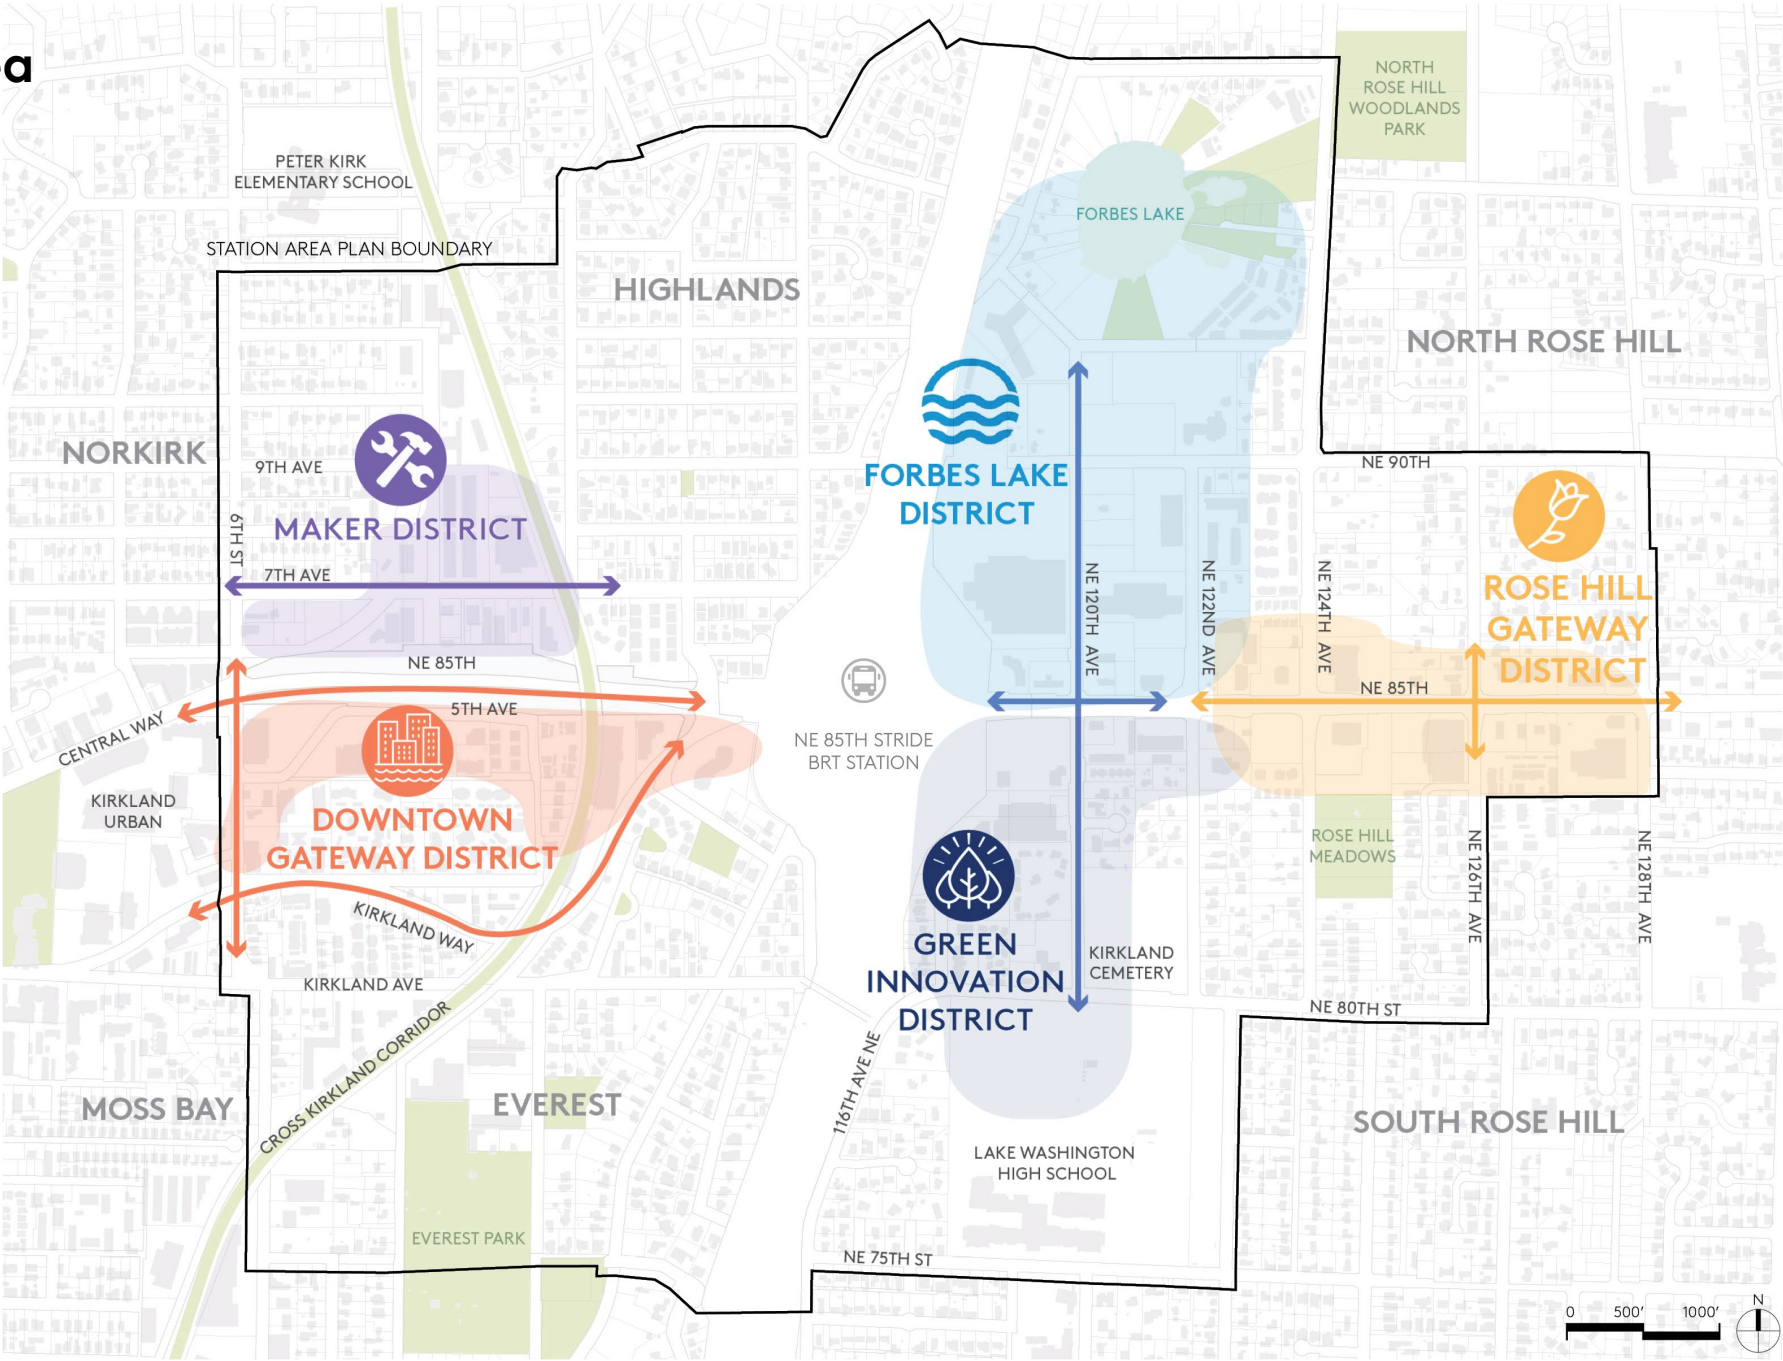 a
NORTH
ROSE HILL
WOODLANDS
PARK
PETER KIRK
ELEMENTARY SCHOOL
FORBES LAKE
STATION AREA PLAN BOUNDARY
HIGHLANDS
NORTH ROSE HILL
NORKIRK
9TH AVE
MAKER DISTRICT
6TH ST
7TH AVE
FORBES LAKE
DISTRICT
NE 90TH
NE 120TH AVE
NE 122ND AVE
NE 124TH AVE
ROSE HILL
GATEWAY
DISTRICT
NE 85TH
NE 85TH
5TH AVE
CENTRAL WAY
NE 85TH STRIDE
BRT STATION
KIRKLAND
URBAN
DOWNTOWN
GATEWAY DISTRICT
ROSE HILL
MEADOWS
NE 126TH AVE
NE 128TH AVE
KIRKLAND WAY
GREEN
INNOVATION
DISTRICT
KIRKLAND
CEMETERY
KIRKLAND AVE
NE 80TH ST
CROSS KIRKLAND CORRIDOR
116TH AVE NE
MOSS BAY
EVEREST
SOUTH ROSE HILL
LAKE WASHINGTON
HIGH SCHOOL
EVEREST PARK
NE 75TH ST
0 500' 1000'
N